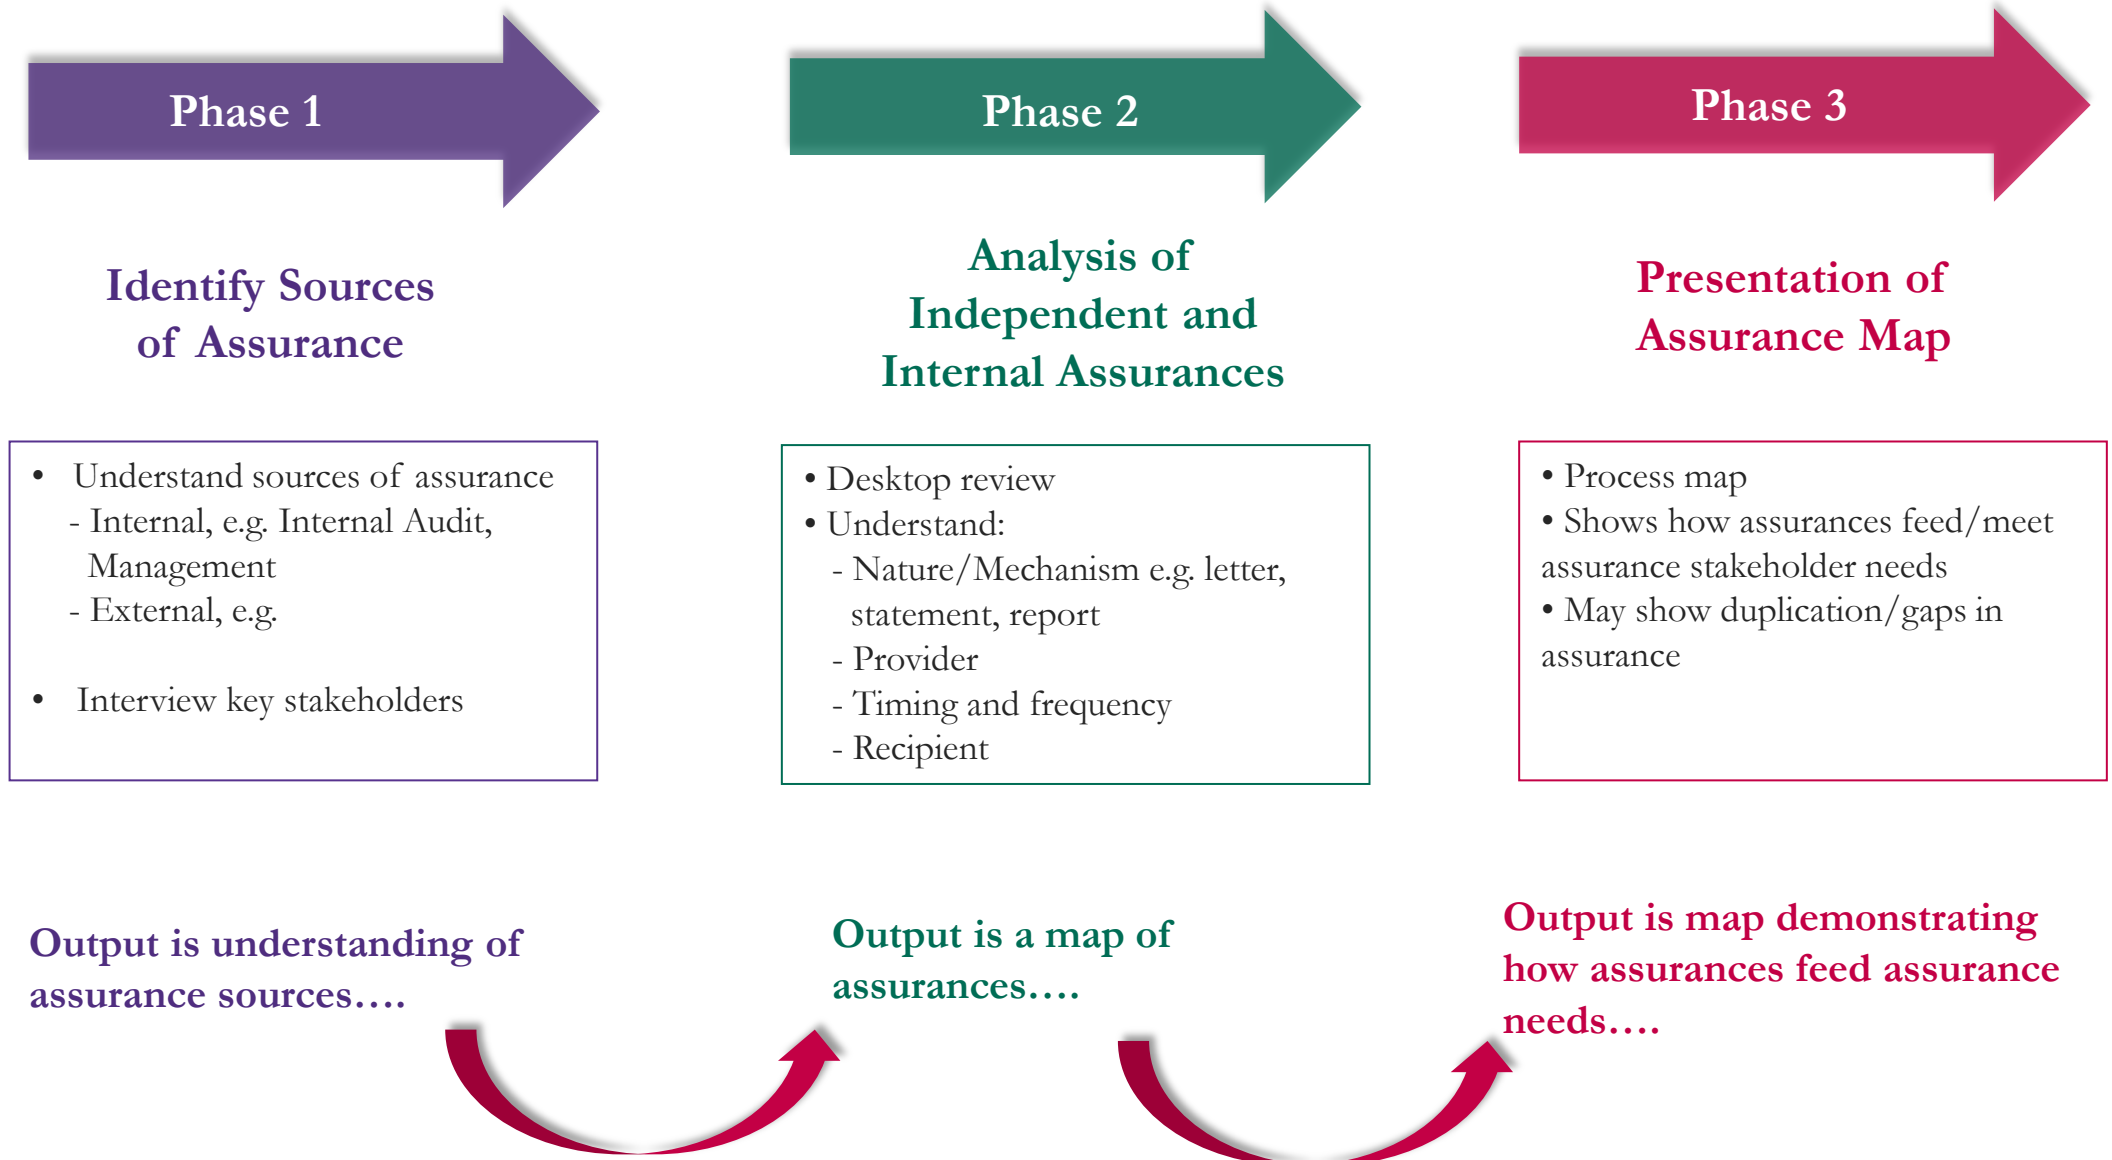 Phase 1
Identify Sources
of Assurance
• Understand sources of assurance
- Internal, e.g. Internal Audit,
Management
- External, e.g.
• Interview key stakeholders
Output is understanding of
assurance sources….
Phase 2
Analysis of
Independent and
Internal Assurances
• Desktop review
• Understand:
- Nature/Mechanism e.g. letter,
statement, report
- Provider
- Timing and frequency
- Recipient
Output is a map of
assurances….
Phase 3
Presentation of
Assurance Map
• Process map
• Shows how assurances feed/meet
assurance stakeholder needs
• May show duplication/gaps in
assurance
Output is map demonstrating
how assurances feed assurance
needs….